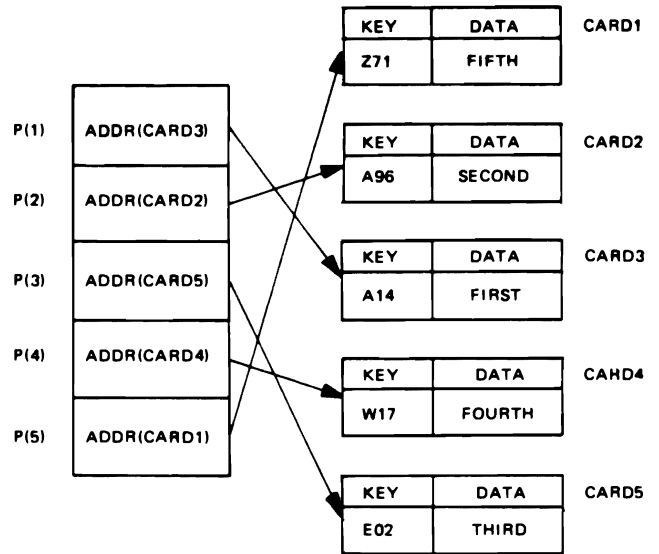 KEY DATA CARD1
Z71 FIFTH
P(1) ADDR(CARD3)
KEY DATA CARD2
A96 SECOND
P(2) ADDR(CARD2)
KEY DATA CARD3
A14 FIRST
P(3) ADDR(CARD5)
P(4) ADDR(CARD4)
KEY DATA CAHD4
W17 FOURTH
P(5) ADDR(CARD1)
KEY DATA CARD5
E02 THIRD